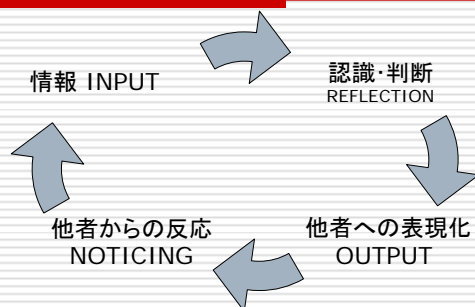 情報 INPUT
認識･判断
REFLECTION
他者からの反応
NOTICING
他者への表現化
OUTPUT